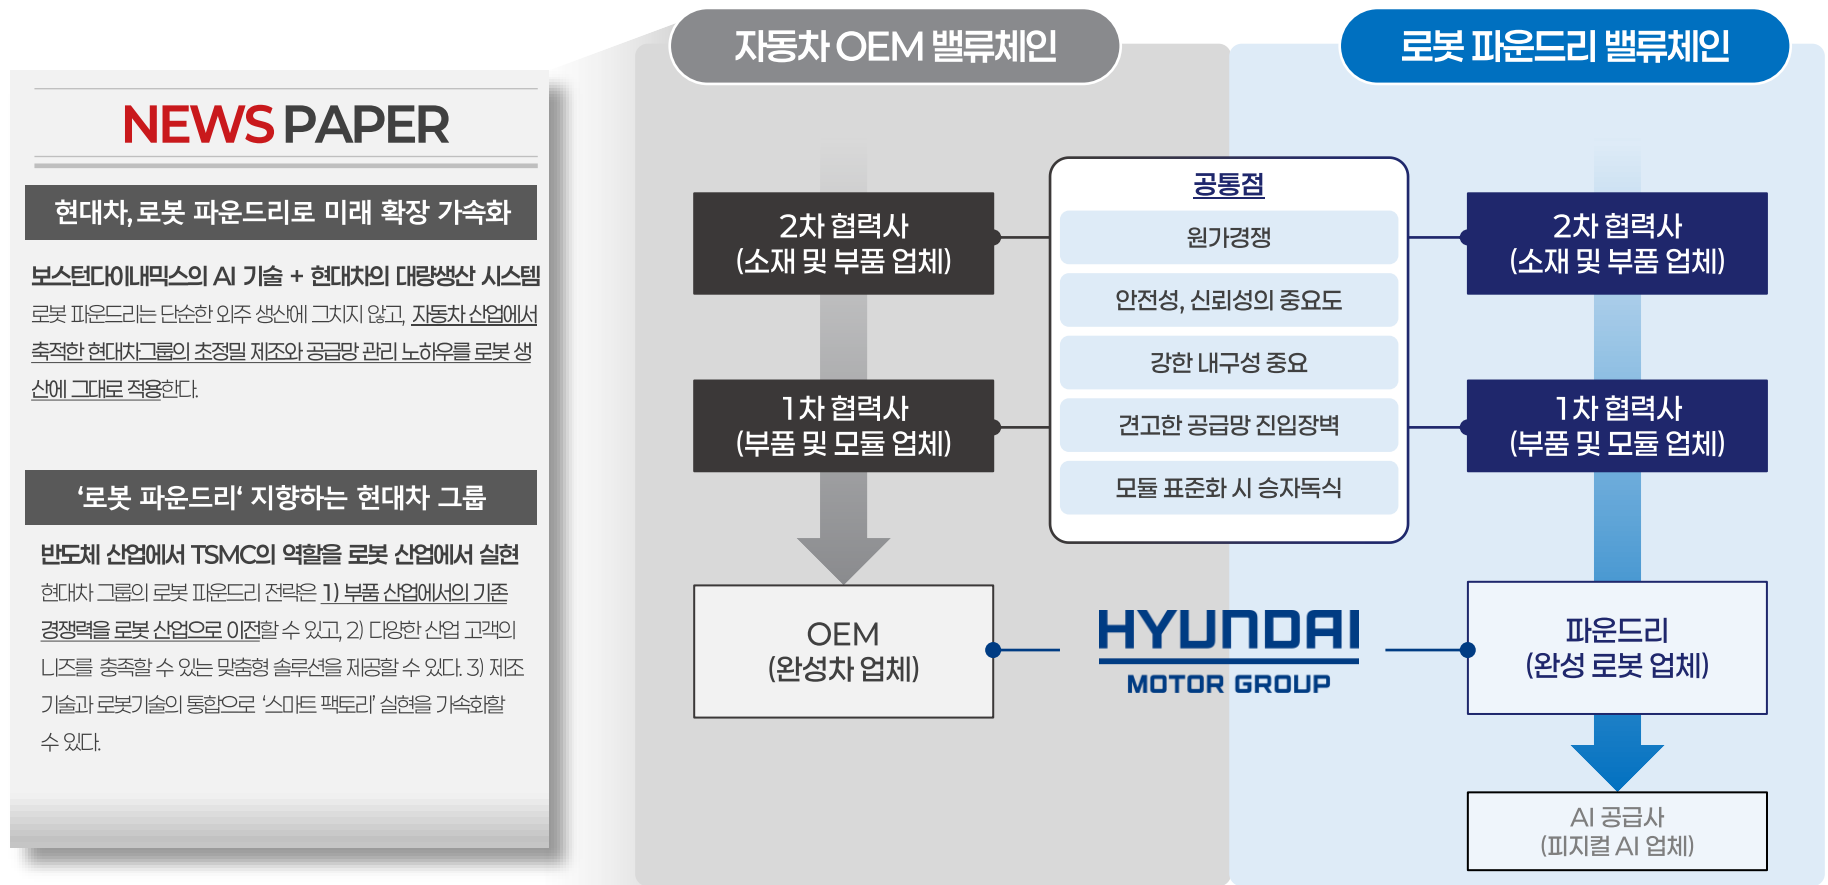 NEWS PAPER
현대차, 로봇 파운드리로 미래 확장 가속화
보스턴다이내믹스의 AI 기술 + 현대차의 대량생산 시스템
로봇 파운드리는 단순한 외주 생산에 그치지 않고, 자동차 산업에서
축적한 현대차그룹의 초정밀 제조와 공급망 관리 노하우를 로봇 생
산에 그대로 적용한다.
‘로봇 파운드리‘ 지향하는 현대차 그룹
반도체 산업에서 TSMC의 역할을 로봇 산업에서 실현
현대차 그룹의 로봇 파운드리 전략은 1) 부품 산업에서의 기존
경쟁력을 로봇 산업으로 이전할 수 있고, 2) 다양한 산업 고객의
니즈를 충족할 수 있는 맞춤형 솔루션을 제공할 수 있다. 3) 제조
기술과 로봇기술의 통합으로 ‘스마트 팩토리’ 실현을 가속화할
수 있다.
자동차 OEM 밸류체인
2차 협력사
(소재 및 부품 업체)
1차 협력사
(부품 및 모듈 업체)
OEM
(완성차 업체)
공통점
원가경쟁
안전성, 신뢰성의 중요도
강한 내구성 중요
견고한 공급망 진입장벽
모듈 표준화 시 승자독식
HYUNDAI
MOTOR GROUP
로봇 파운드리 밸류체인
2차 협력사
(소재 및 부품 업체)
1차 협력사
(부품 및 모듈 업체)
파운드리
(완성 로봇 업체)
AI 공급사
(피지컬 AI 업체)